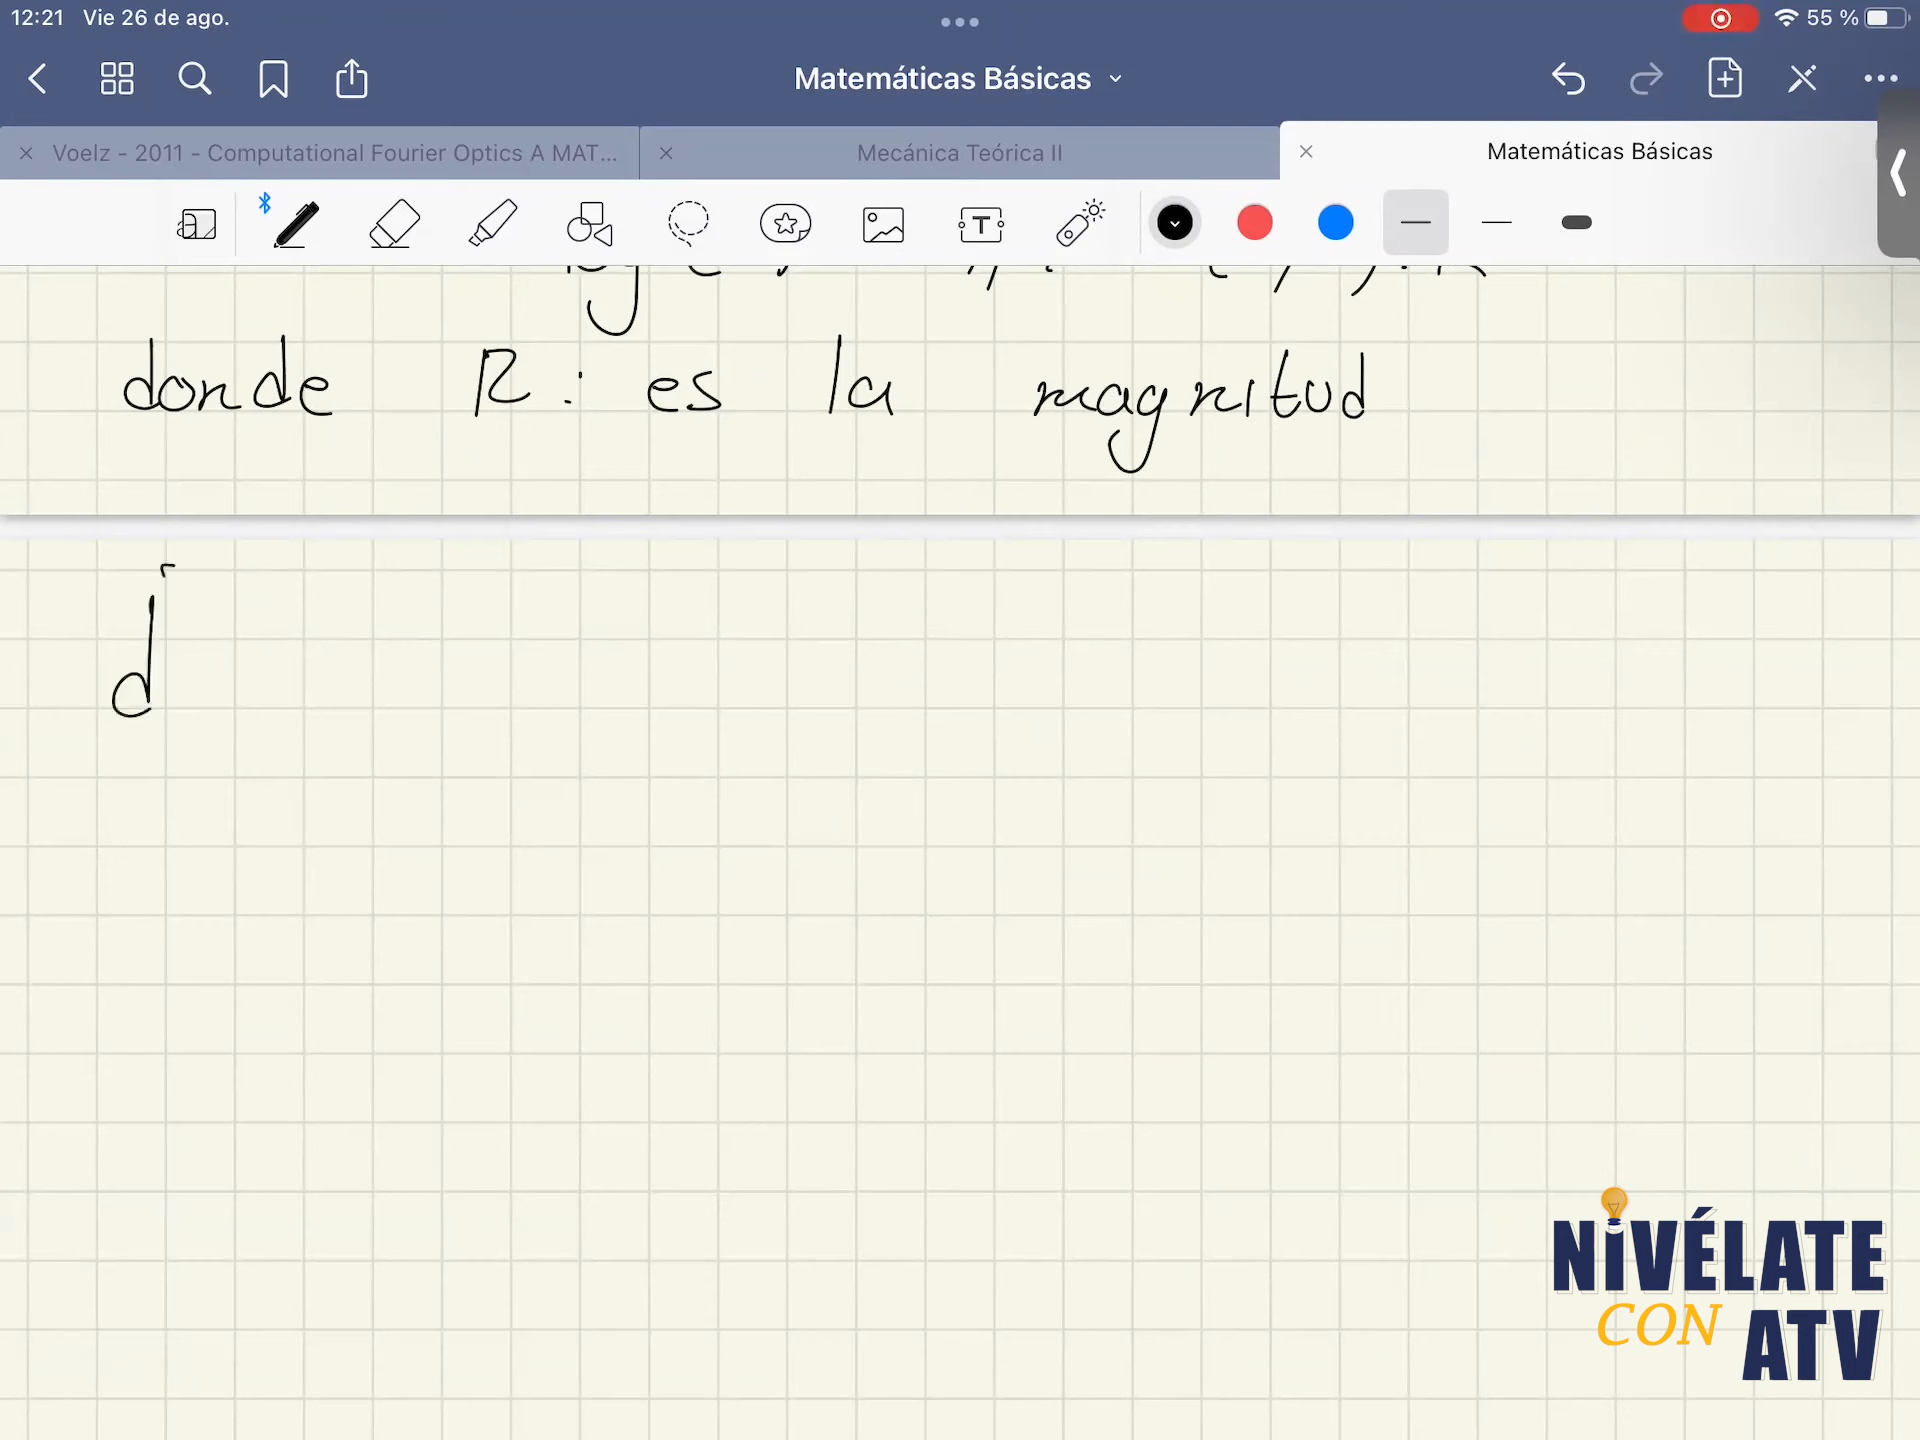 12:21 Vie 26 de ago. 55 %
Matemáticas Básicas
Voelz - 2011 - Computational Fourier Optics A MAT... Mecánica Teórica II Matemáticas Básicas
donde R: es la magnitud
d
NIVÉLATE
CON
ATV